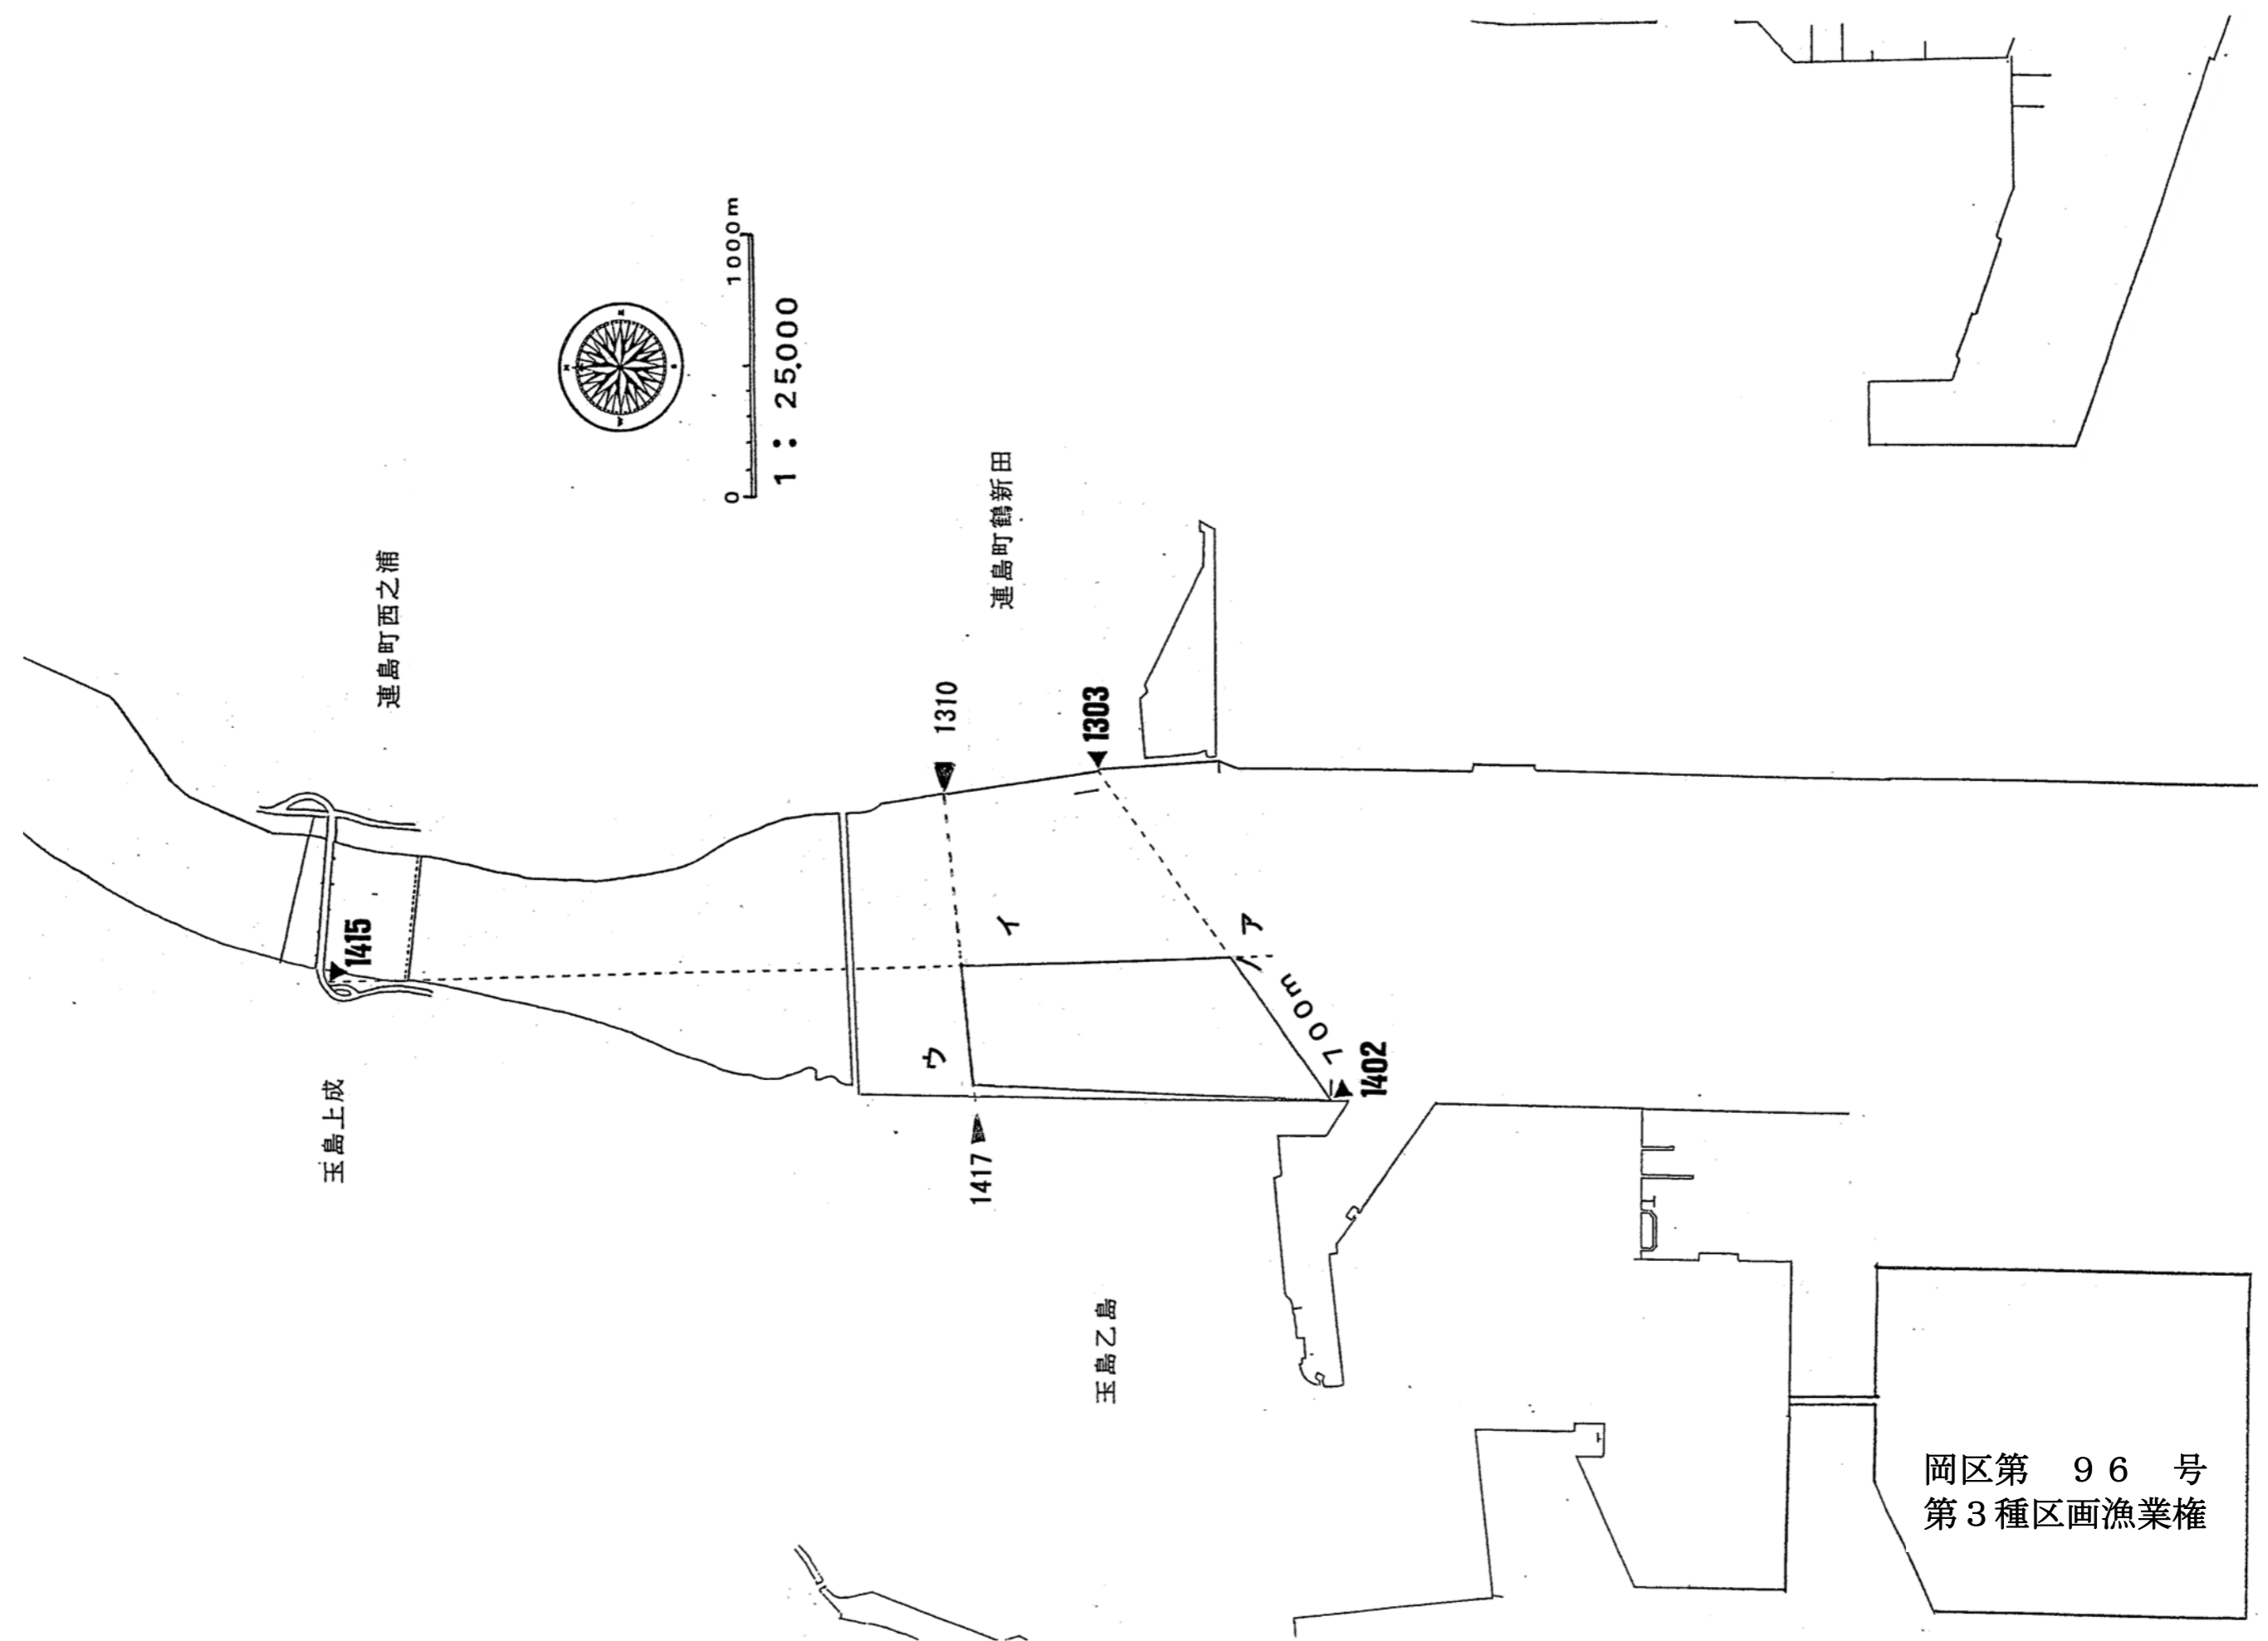 連島町西之浦
1000m
0
1：25,000
連島町鶴新田
1310
1303
1415
イ
ア
ウ
700m
1402
1417
玉島上成
玉島乙島
岡区第　９６　号
第３種区画漁業権